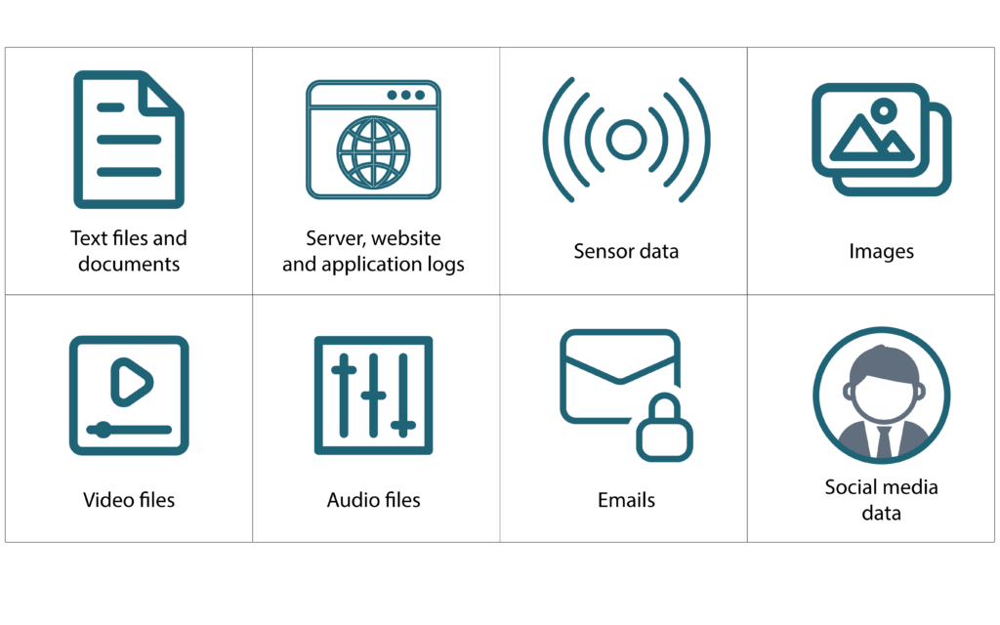 Text files and
documents
Server, website
and application logs
Sensor data
Images
Video files
Audio files
Emails
Social media
data